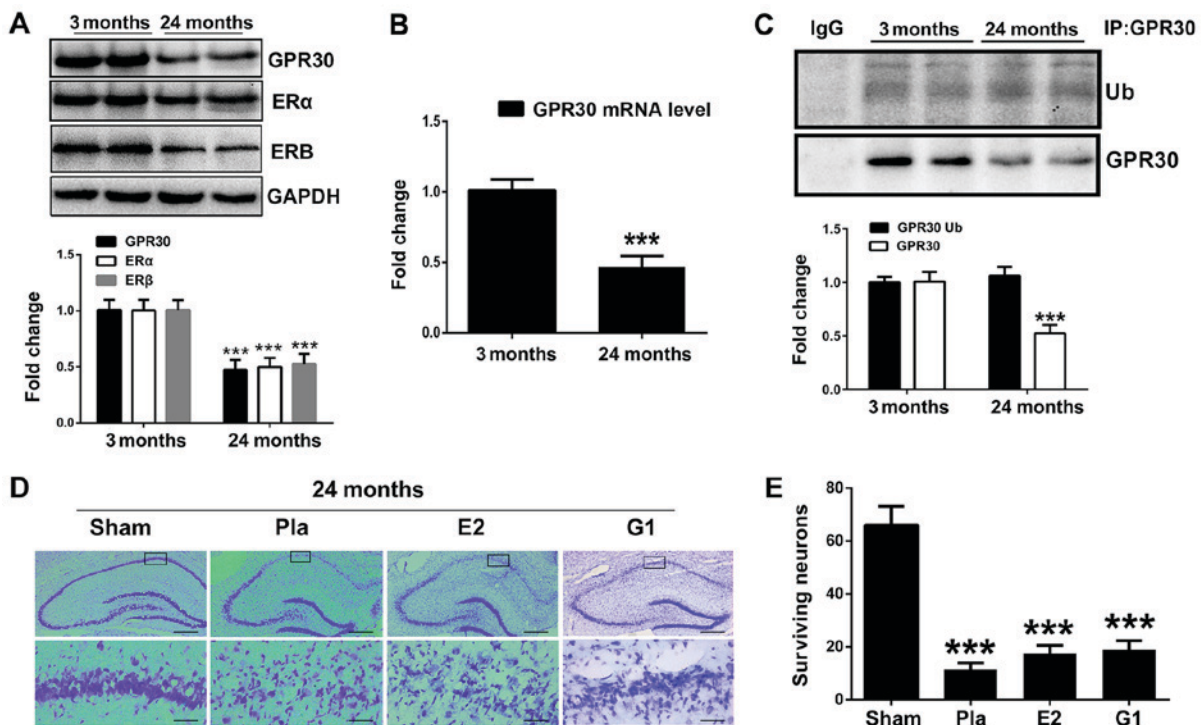 A
3 months 24 months
GPR30
ERα
ERB
GAPDH
GPR30
ERα
ERβ
Fold change
1.5
1.0
0.5
0.0
*** *** ***
3 months 24 months
B
GPR30 mRNA level
Fold change
1.5
1.0
0.5
0.0
***
3 months 24 months
C
IgG 3 months 24 months IP:GPR30
Ub
GPR30
GPR30 Ub
GPR30
Fold change
1.5
1.0
0.5
0.0
***
3 months 24 months
D
24 months
Sham Pla E2 G1
E
Surviving neurons
80
60
40
20
0
*** *** ***
Sham Pla E2 G1